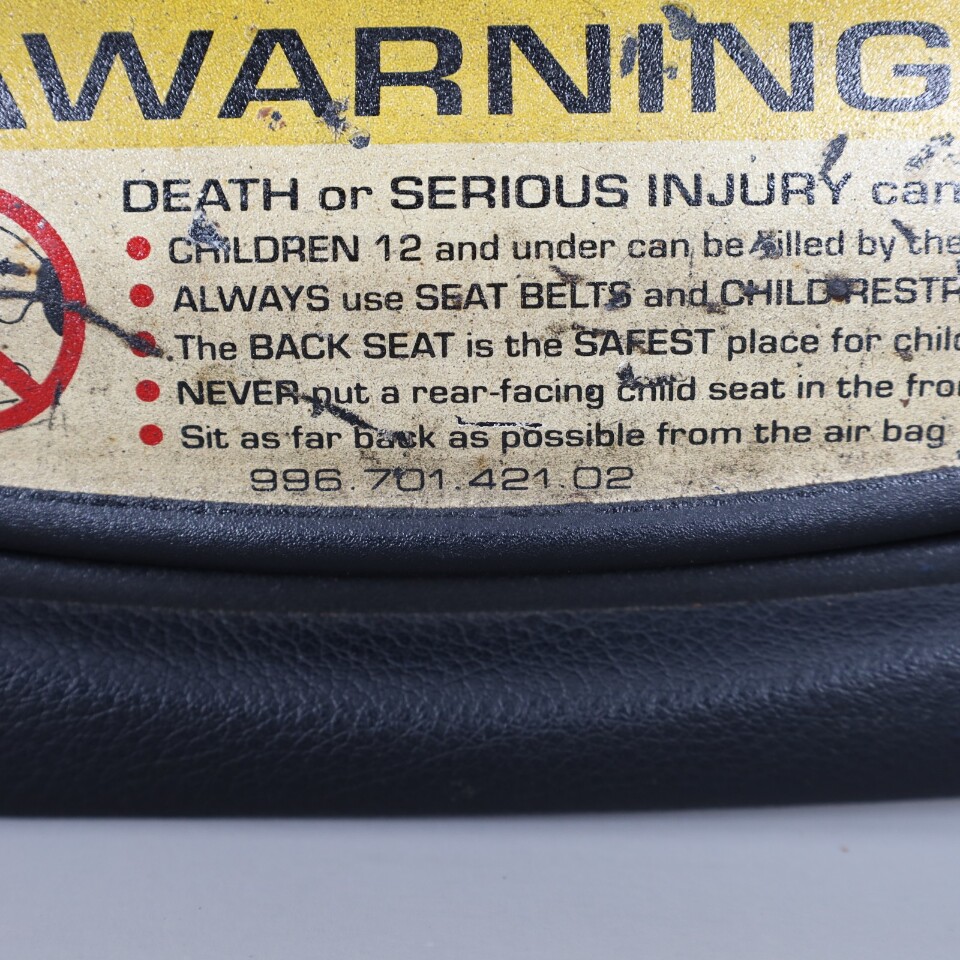 WARNING
DEATH or SERIOUS INJURY can
CHILDREN 12 and under can be killed by the
ALWAYS use SEAT BELTS and CHILD RESTR
The BACK SEAT is the SAFEST place for child
NEVER put a rear-facing child seat in the fro
Sit as far back as possible from the air bag
996.701.421.02